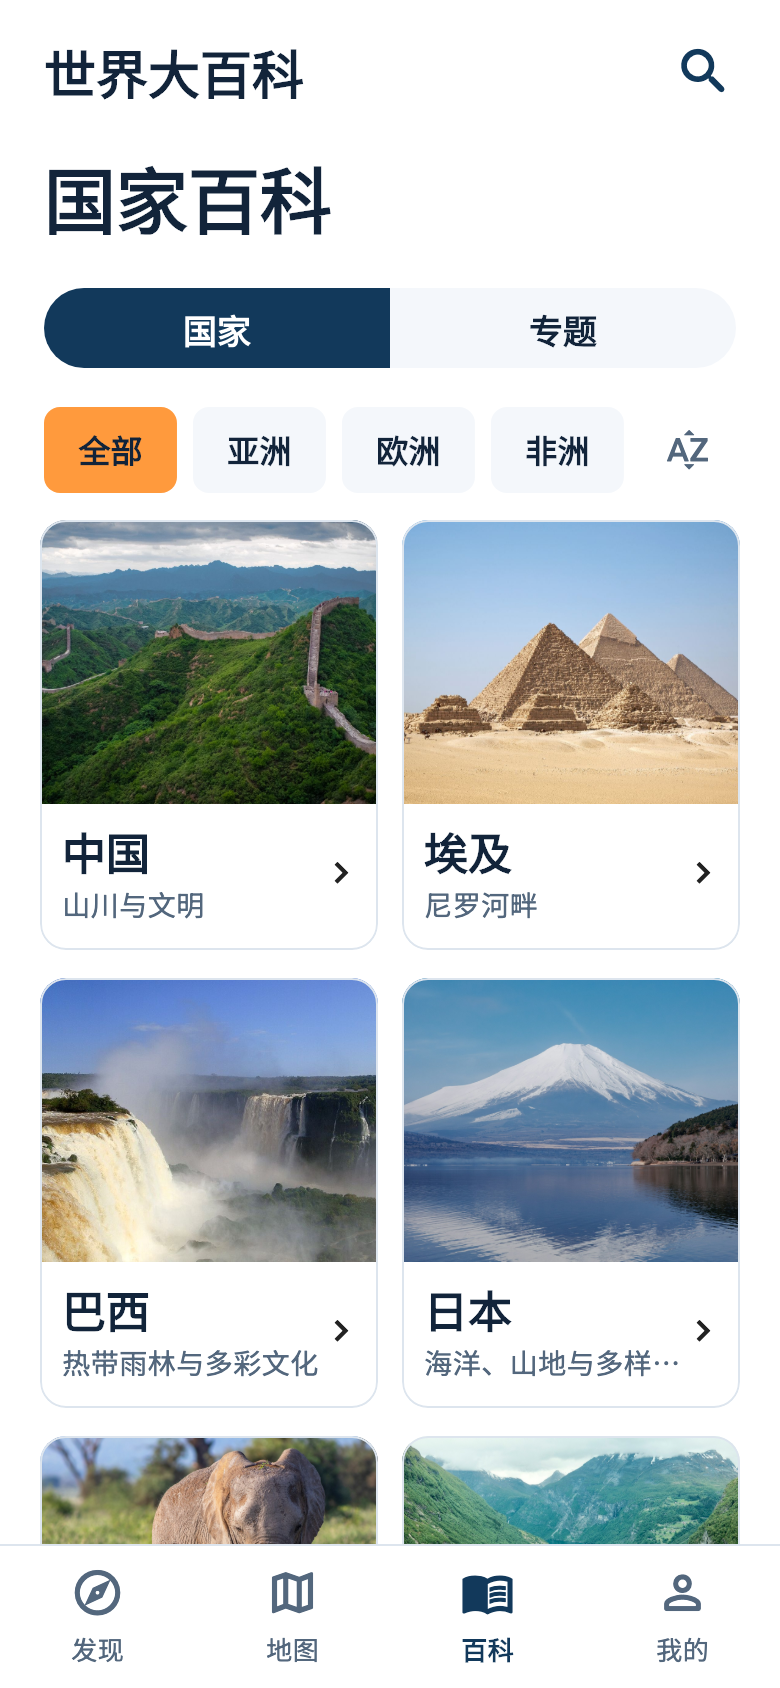 世界大百科
国家百科
国家 专题
全部 亚洲 欧洲 非洲 AZ
中国
山川与文明
埃及
尼罗河畔
巴西
热带雨林与多彩文化
日本
海洋、山地与多样…
发现 地图 百科 我的